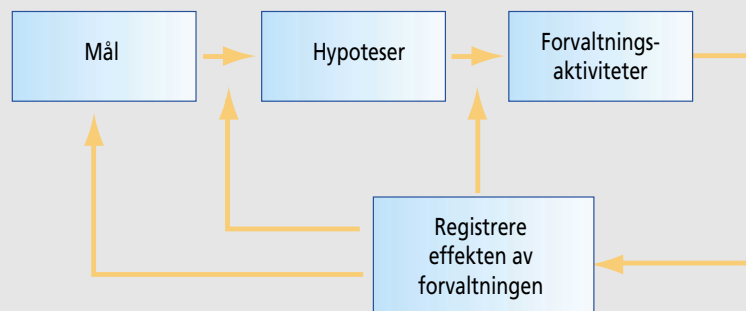 Mål
Hypoteser
Forvaltnings-
aktiviteter
Registrere
effekten av
forvaltningen